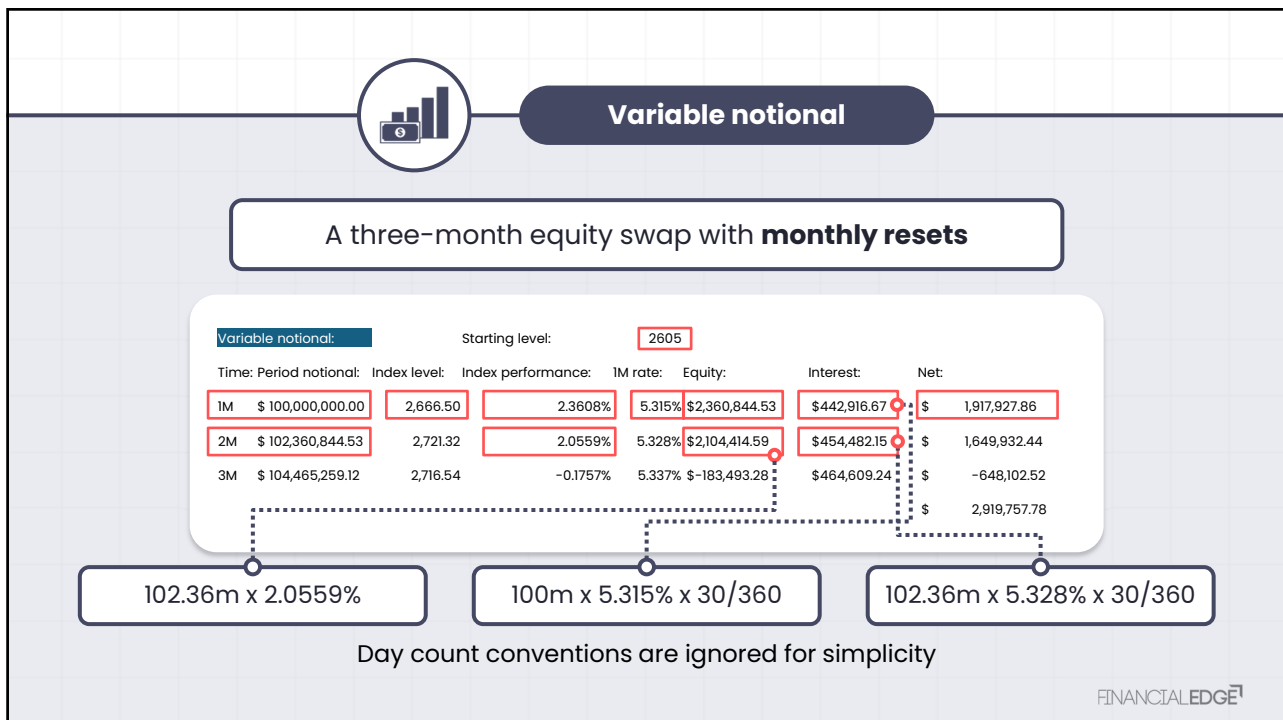 Variable notional
A three-month equity swap with monthly resets
Variable notional: Starting level: 2605
Time: Period notional: Index level: Index performance: 1M rate: Equity: Interest: Net:
1M $ 100,000,000.00 2,666.50 2.3608% 5.315% $2,360,844.53 $442,916.67 $ 1,917,927.86
2M $ 102,360,844.53 2,721.32 2.0559% 5.328% $2,104,414.59 $454,482.15 $ 1,649,932.44
3M $ 104,465,259.12 2,716.54 -0.1757% 5.337% $-183,493.28 $464,609.24 $ -648,102.52
$ 2,919,757.78
102.36m x 2.0559% 100m x 5.315% x 30/360 102.36m x 5.328% x 30/360
Day count conventions are ignored for simplicity
FINANCIALEDGE